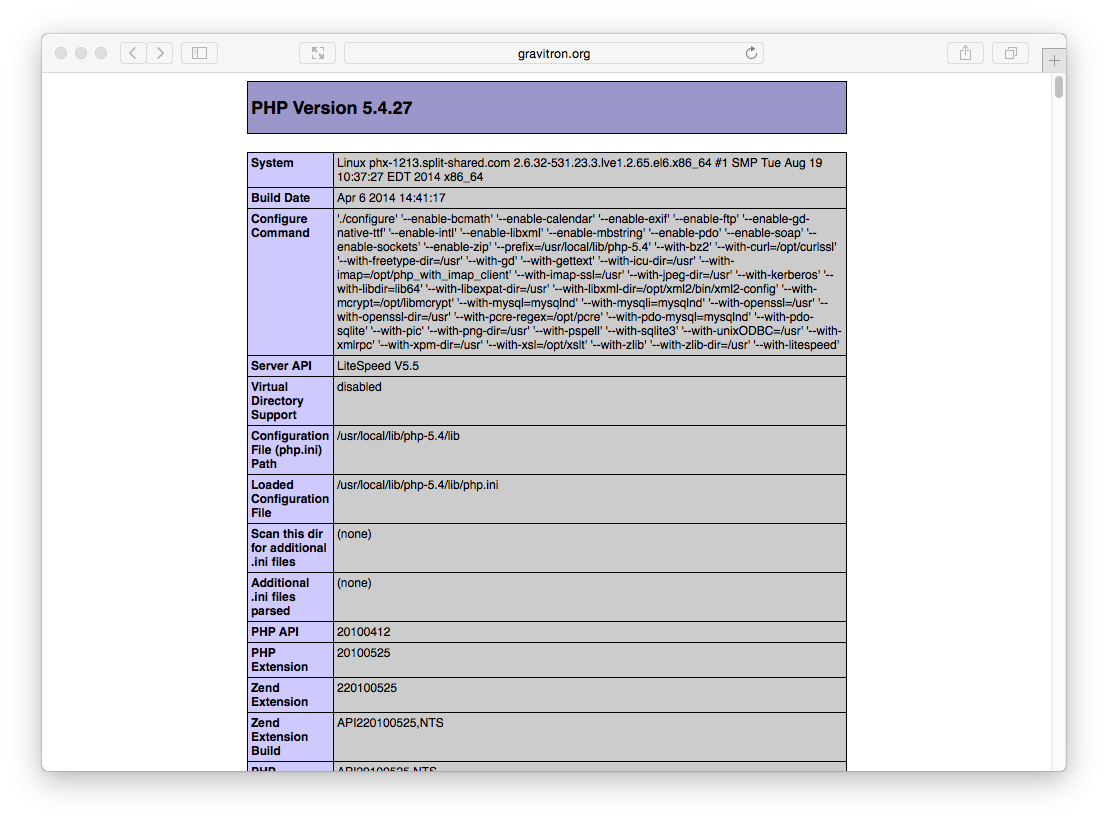 gravitron.org
PHP Version 5.4.27
System
Linux phx-1213.split-shared.com 2.6.32-531.23.3.lve1.2.65.el6.x86_64 #1 SMP Tue Aug 19
10:37:27 EDT 2014 x86_64
Build Date
Apr 6 2014 14:41:17
Configure
Command
'./configure' '--enable-bcmath' '--enable-calendar' '--enable-exif' '--enable-ftp' '--enable-gd-
native-ttf' '--enable-intl' '--enable-libxml' '--enable-mbstring' '--enable-pdo' '--enable-soap' '--
enable-sockets' '--enable-zip' '--prefix=/usr/local/lib/php-5.4' '--with-bz2' '--with-curl=/opt/curlssl'
'--with-freetype-dir=/usr' '--with-gd' '--with-gettext' '--with-icu-dir=/usr' '--with-
imap=/opt/php_with_imap_client' '--with-imap-ssl=/usr' '--with-jpeg-dir=/usr' '--with-kerberos' '--
with-libdir=lib64' '--with-libexpat-dir=/usr' '--with-libxml-dir=/opt/xml2/bin/xml2-config' '--with-
mcrypt=/opt/libmcrypt' '--with-mysql=mysqlnd' '--with-mysqli=mysqlnd' '--with-openssl=/usr' '--
with-openssl-dir=/usr' '--with-pcre-regex=/opt/pcre' '--with-pdo-mysql=mysqlnd' '--with-pdo-
sqlite' '--with-pic' '--with-png-dir=/usr' '--with-pspell' '--with-sqlite3' '--with-unixODBC=/usr' '--with-
xmlrpc' '--with-xpm-dir=/usr' '--with-xsl=/opt/xslt' '--with-zlib' '--with-zlib-dir=/usr' '--with-litespeed'
Server API
LiteSpeed V5.5
Virtual
Directory
Support
disabled
Configuration
File (php.ini)
Path
/usr/local/lib/php-5.4/lib
Loaded
Configuration
File
/usr/local/lib/php-5.4/lib/php.ini
Scan this dir
for additional
.ini files
(none)
Additional
.ini files
parsed
(none)
PHP API
20100412
PHP
Extension
20100525
Zend
Extension
220100525
Zend
Extension
Build
API220100525,NTS
PHP
API20100525,NTS